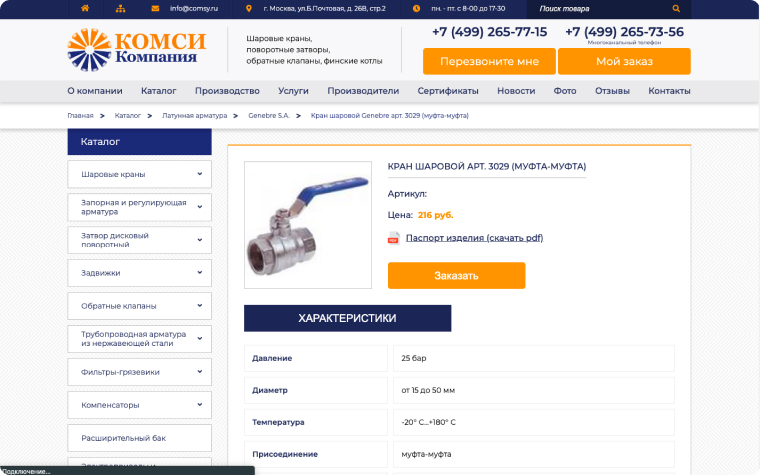 info@comsy.ru
г. Москва, ул.Б.Почтовая, д. 26В, стр.2
пн. - пт. с 8-00 до 17-30
Поиск товара
КОМСИ
Компания
Шаровые краны,
поворотные затворы,
обратные клапаны, финские котлы
+7 (499) 265-77-15
+7 (499) 265-73-56
Многоканальный телефон
Перезвоните мне
Мой заказ
О компании Каталог Производство Услуги Производители Сертификаты Новости Фото Отзывы Контакты
Главная > Каталог > Латунная арматура > Genebre S.A. > Кран шаровой Genebre арт. 3029 (муфта-муфта)
Каталог
Шаровые краны
Запорная и регулирующая
арматура
Затвор дисковый
поворотный
Задвижки
Обратные клапаны
Трубопроводная арматура
из нержавеющей стали
Фильтры-грязевики
Компенсаторы
Расширительный бак
Электроприводы и
КРАН ШАРОВОЙ АРТ. 3029 (МУФТА-МУФТА)
Артикул:
Цена: 216 руб.
PDF
Паспорт изделия (скачать pdf)
Заказать
ХАРАКТЕРИСТИКИ
Давление 25 бар
Диаметр от 15 до 50 мм
Температура -20° С...+180° С
Присоединение муфта-муфта
Подключение...